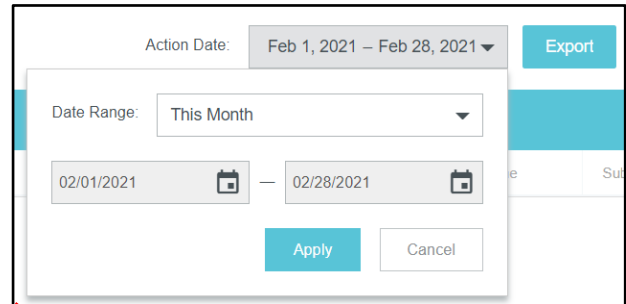 Action Date: Feb 1, 2021 – Feb 28, 2021 Export
Date Range: This Month
02/01/2021 — 02/28/2021
Apply Cancel